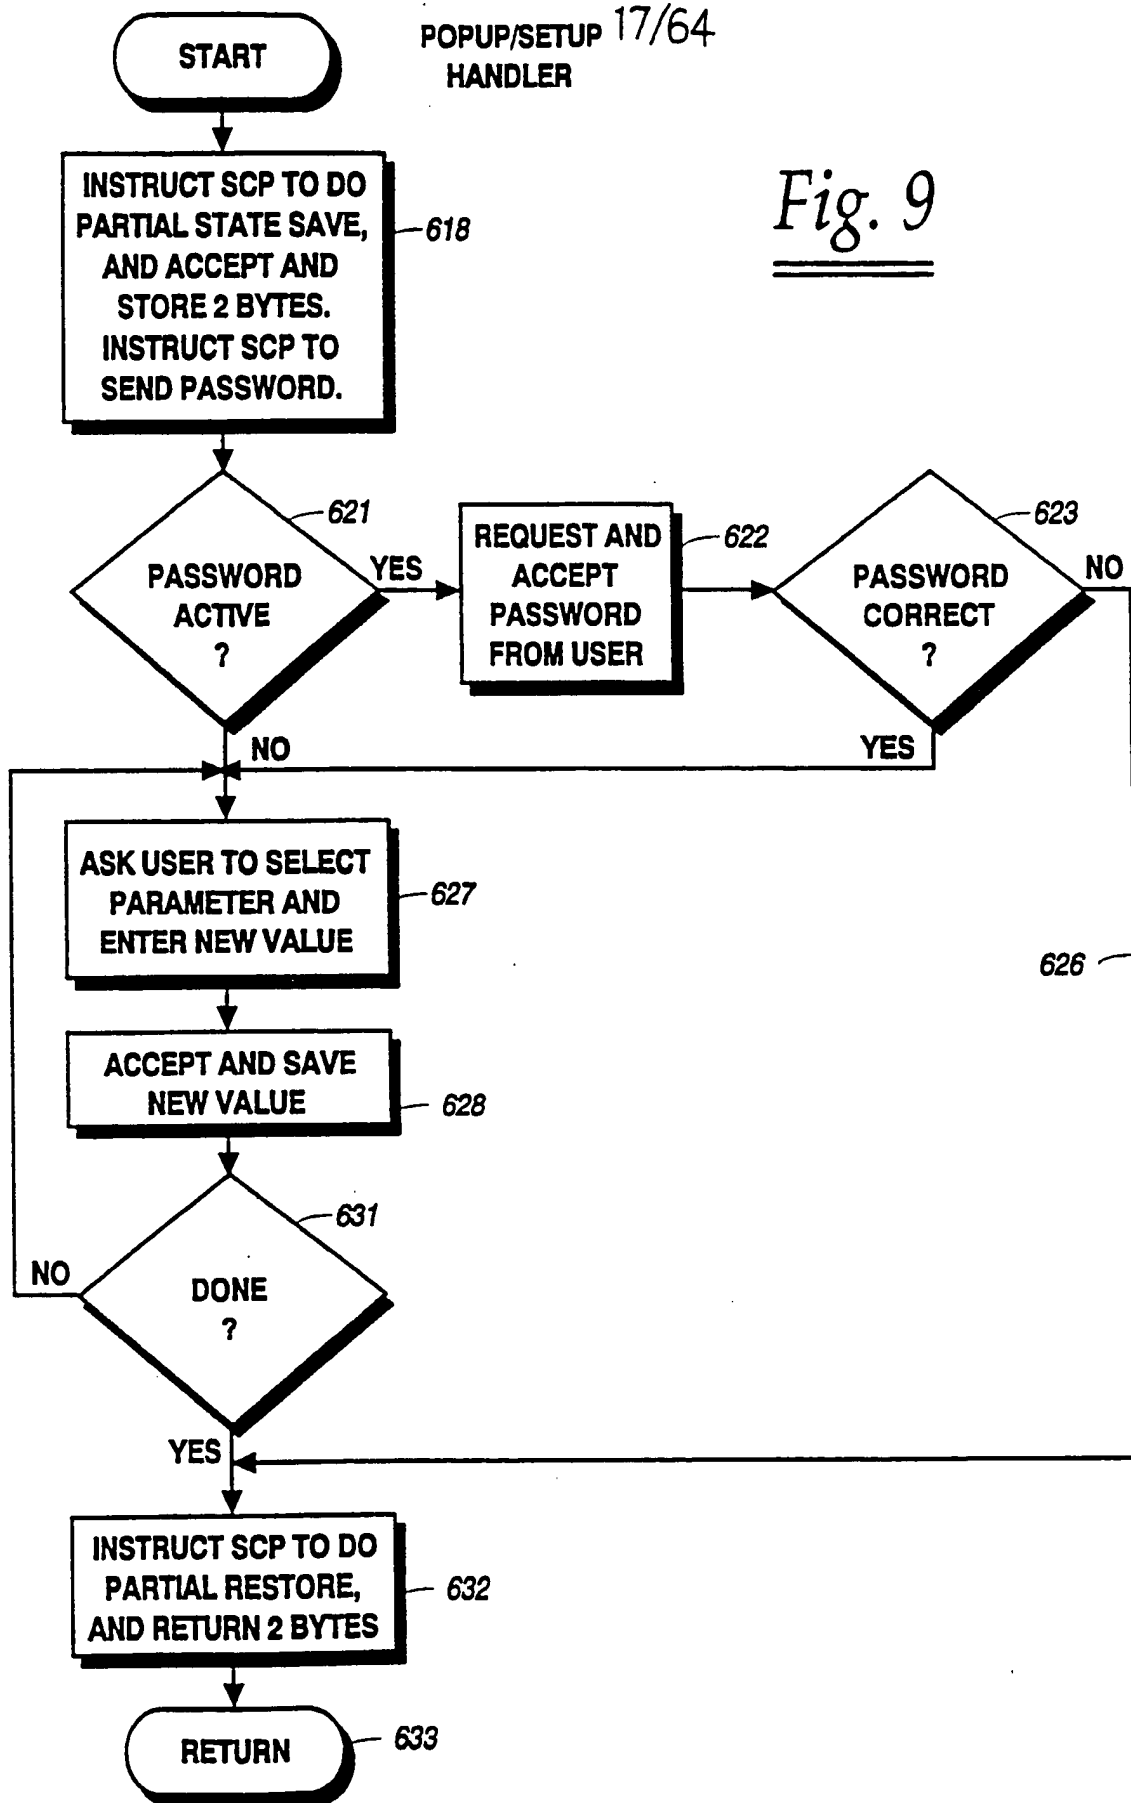 START
POPUP/SETUP 17/64
HANDLER
Fig. 9
INSTRUCT SCP TO DO
PARTIAL STATE SAVE,
AND ACCEPT AND
STORE 2 BYTES.
INSTRUCT SCP TO
SEND PASSWORD.
618
621
PASSWORD
ACTIVE
?
YES
NO
REQUEST AND
ACCEPT
PASSWORD
FROM USER
622
623
PASSWORD
CORRECT
?
NO
YES
626
ASK USER TO SELECT
PARAMETER AND
ENTER NEW VALUE
627
ACCEPT AND SAVE
NEW VALUE
628
631
DONE
?
NO
YES
INSTRUCT SCP TO DO
PARTIAL RESTORE,
AND RETURN 2 BYTES
632
RETURN
633